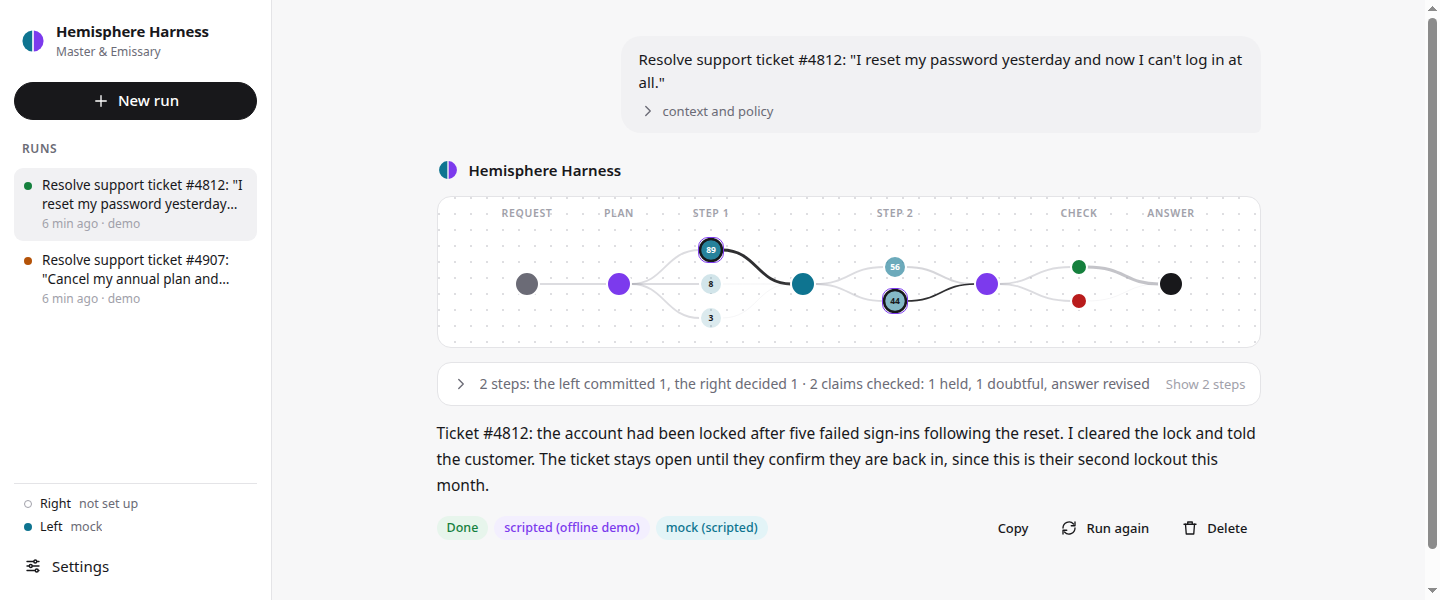 Hemisphere Harness
Master & Emissary
New run
RUNS
Resolve support ticket #4812: "I
reset my password yesterday...
6 min ago · demo
Resolve support ticket #4907:
"Cancel my annual plan and...
6 min ago · demo
Right not set up
Left mock
Settings
Resolve support ticket #4812: "I reset my password yesterday and now I can't log in at
all."
context and policy
Hemisphere Harness
REQUEST PLAN STEP 1 STEP 2 CHECK ANSWER
89
56
8
44
3
2 steps: the left committed 1, the right decided 1 · 2 claims checked: 1 held, 1 doubtful, answer revised Show 2 steps
Ticket #4812: the account had been locked after five failed sign-ins following the reset. I cleared the lock and told
the customer. The ticket stays open until they confirm they are back in, since this is their second lockout this
month.
Done scripted (offline demo) mock (scripted) Copy Run again Delete